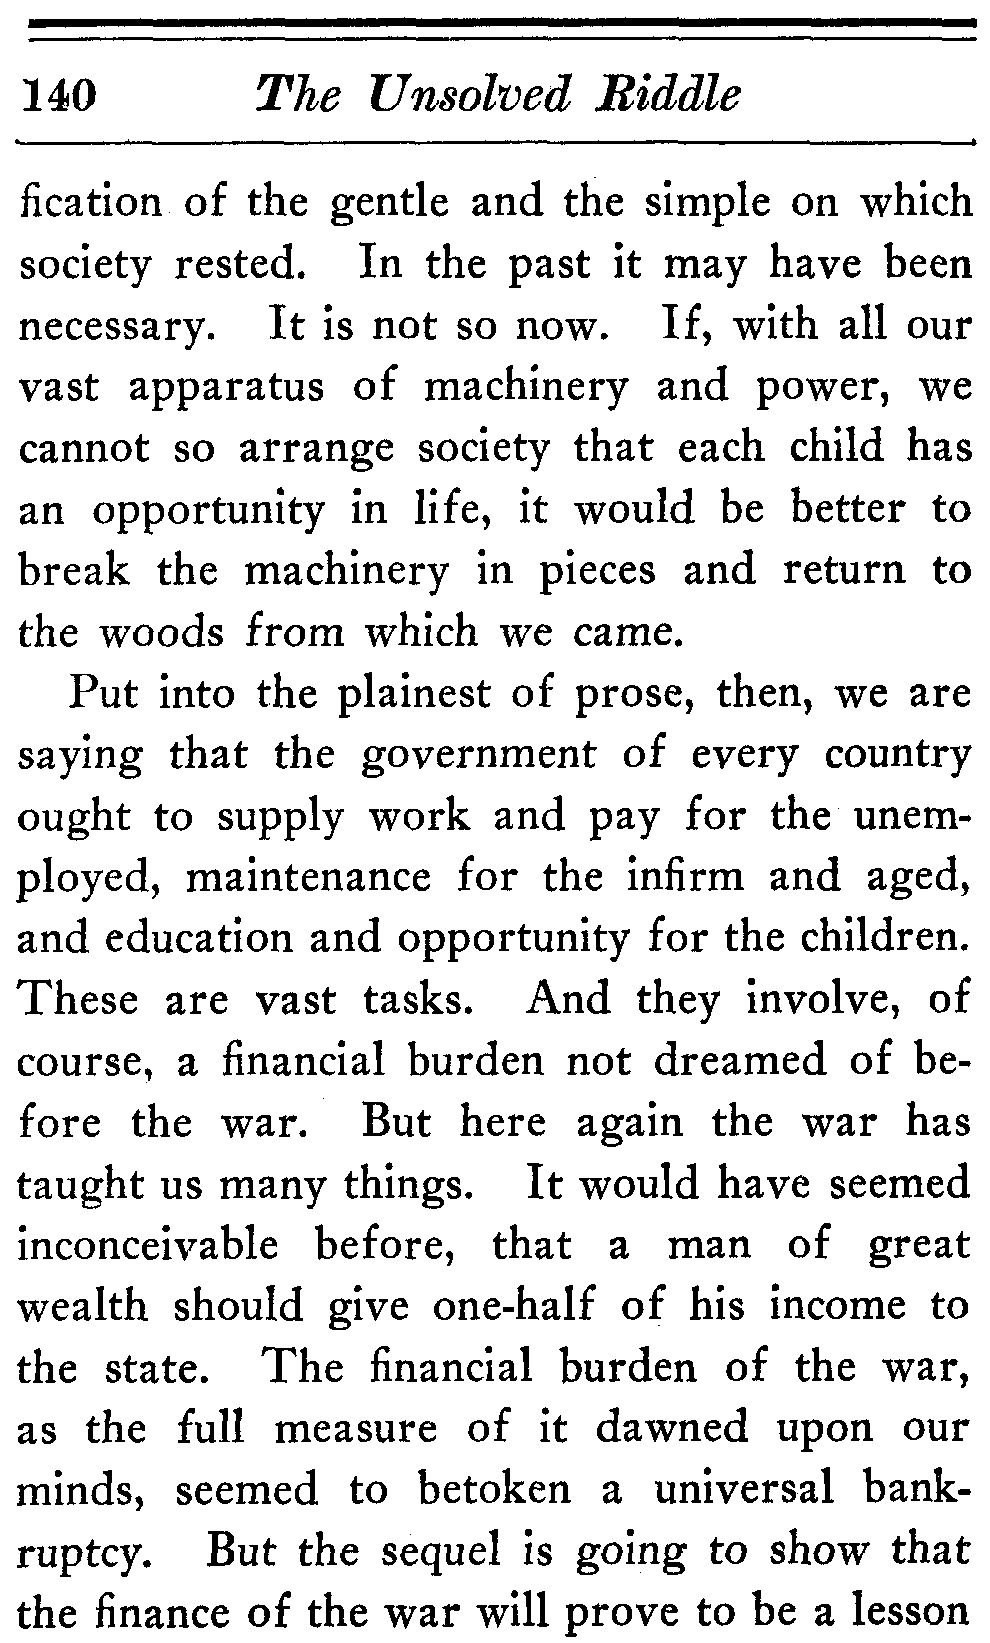 140 The Unsolved Riddle
fication of the gentle and the simple on which
society rested. In the past it may have been
necessary. It is not so now. If, with all our
vast apparatus of machinery and power, we
cannot so arrange society that each child has
an opportunity in life, it would be better to
break the machinery in pieces and return to
the woods from which we came.
Put into the plainest of prose, then, we are
saying that the government of every country
ought to supply work and pay for the unem-
ployed, maintenance for the infirm and aged,
and education and opportunity for the children.
These are vast tasks. And they involve, of
course, a financial burden not dreamed of be-
fore the war. But here again the war has
taught us many things. It would have seemed
inconceivable before, that a man of great
wealth should give one-half of his income to
the state. The financial burden of the war,
as the full measure of it dawned upon our
minds, seemed to betoken a universal bank-
ruptcy. But the sequel is going to show that
the finance of the war will prove to be a lesson